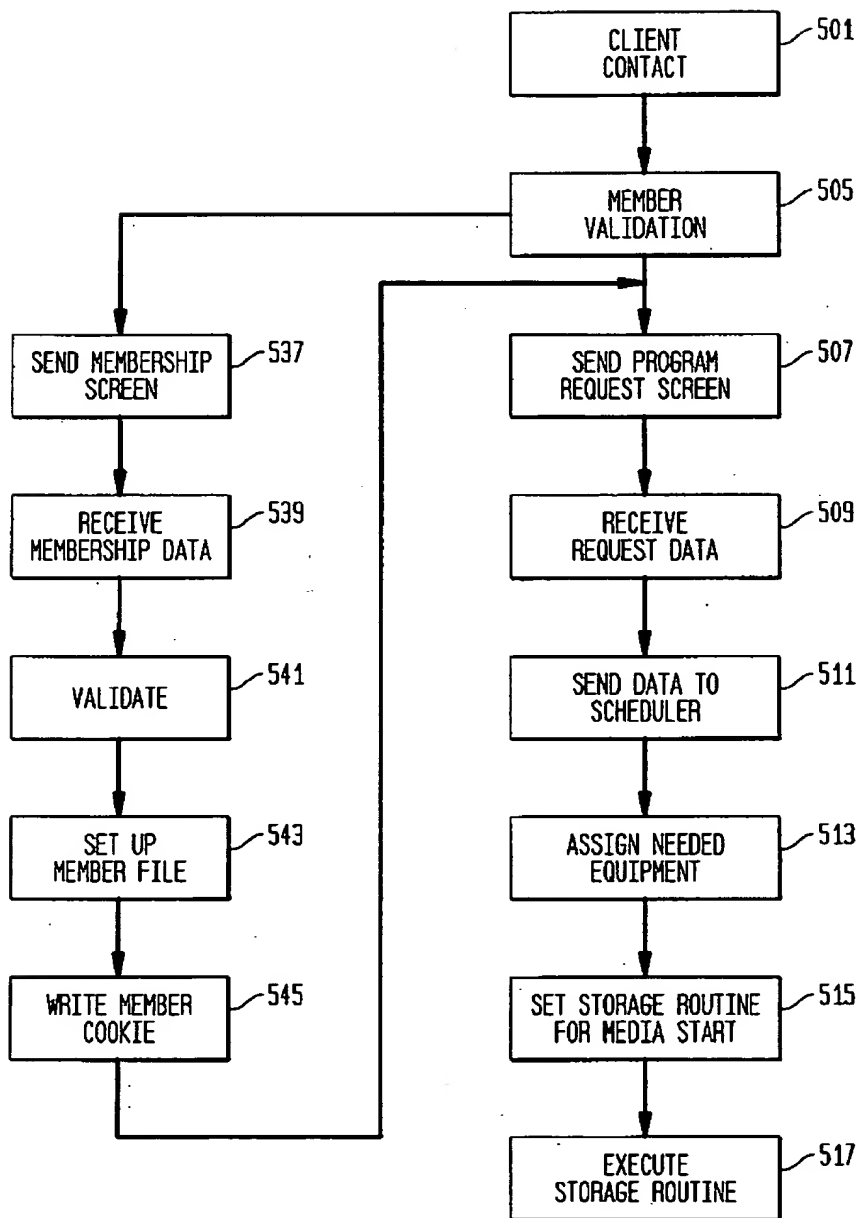 CLIENT
CONTACT
501
MEMBER
VALIDATION
505
SEND MEMBERSHIP
SCREEN
537
SEND PROGRAM
REQUEST SCREEN
507
RECEIVE
MEMBERSHIP DATA
539
RECEIVE
REQUEST DATA
509
VALIDATE
541
SEND DATA TO
SCHEDULER
511
SET UP
MEMBER FILE
543
ASSIGN NEEDED
EQUIPMENT
513
WRITE MEMBER
COOKIE
545
SET STORAGE ROUTINE
FOR MEDIA START
515
EXECUTE
STORAGE ROUTINE
517